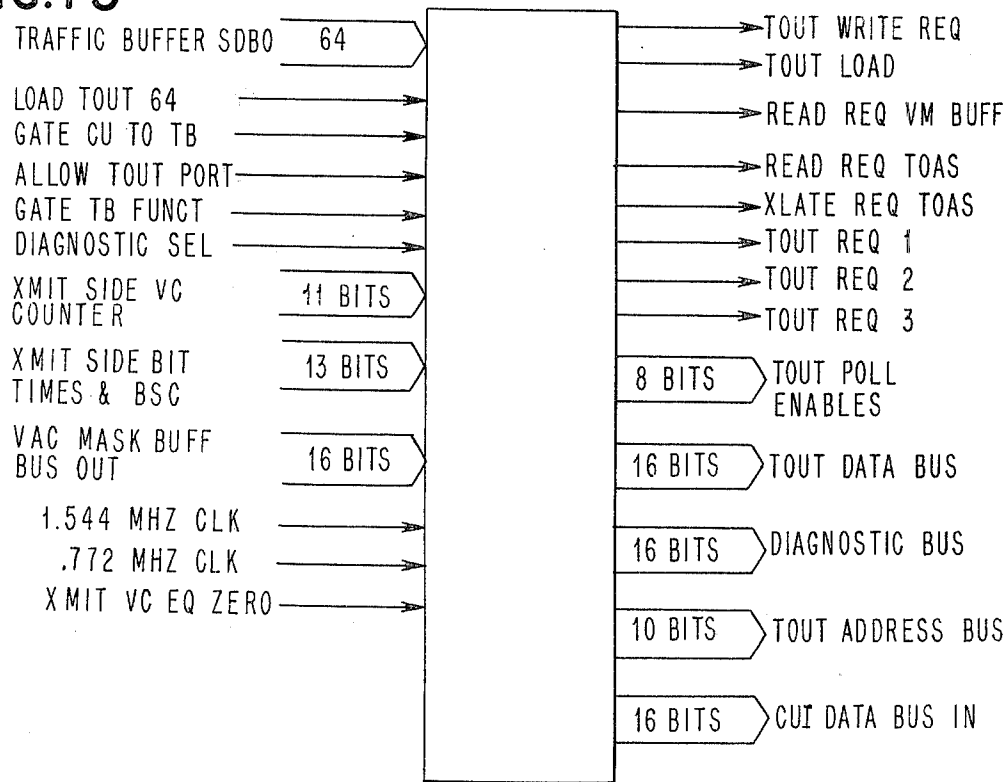 TRAFFIC BUFFER SDBO 64
LOAD TOUT 64
GATE CU TO TB
ALLOW TOUT PORT
GATE TB FUNCT
DIAGNOSTIC SEL
XMIT SIDE VC
COUNTER
11 BITS
XMIT SIDE BIT
TIMES & BSC
13 BITS
VAC MASK BUFF
BUS OUT
16 BITS
1.544 MHZ CLK
.772 MHZ CLK
XMIT VC EQ ZERO
TOUT WRITE REQ
TOUT LOAD
READ REQ VM BUFF
READ REQ TOAS
XLATE REQ TOAS
TOUT REQ 1
TOUT REQ 2
TOUT REQ 3
8 BITS
TOUT POLL
ENABLES
16 BITS TOUT DATA BUS
16 BITS DIAGNOSTIC BUS
10 BITS TOUT ADDRESS BUS
16 BITS CUI DATA BUS IN